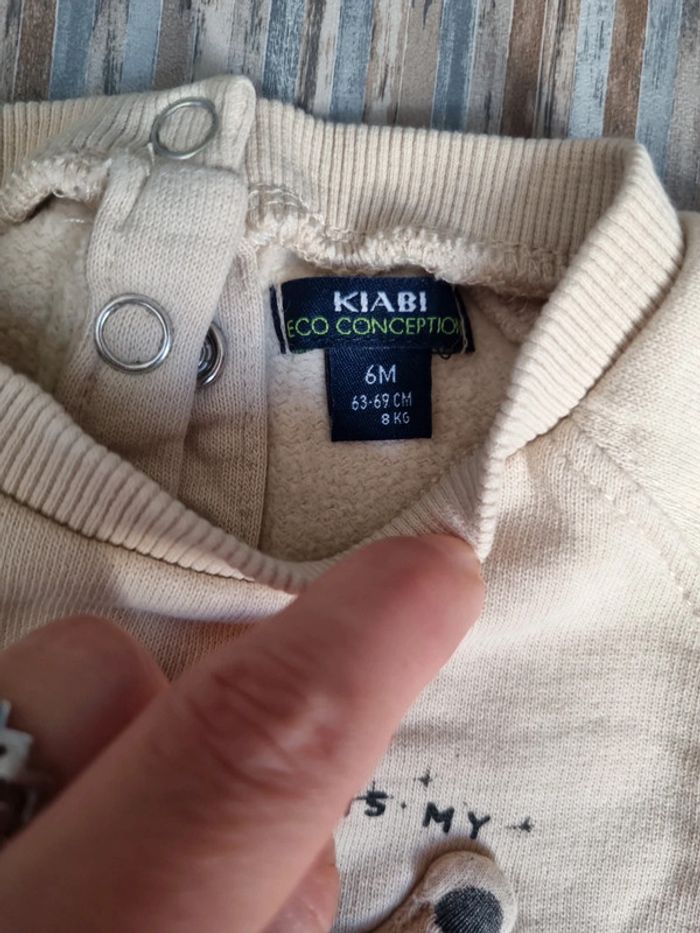 KIABI
ECO CONCEPTION
6M
63-69 CM
8 KG
MY